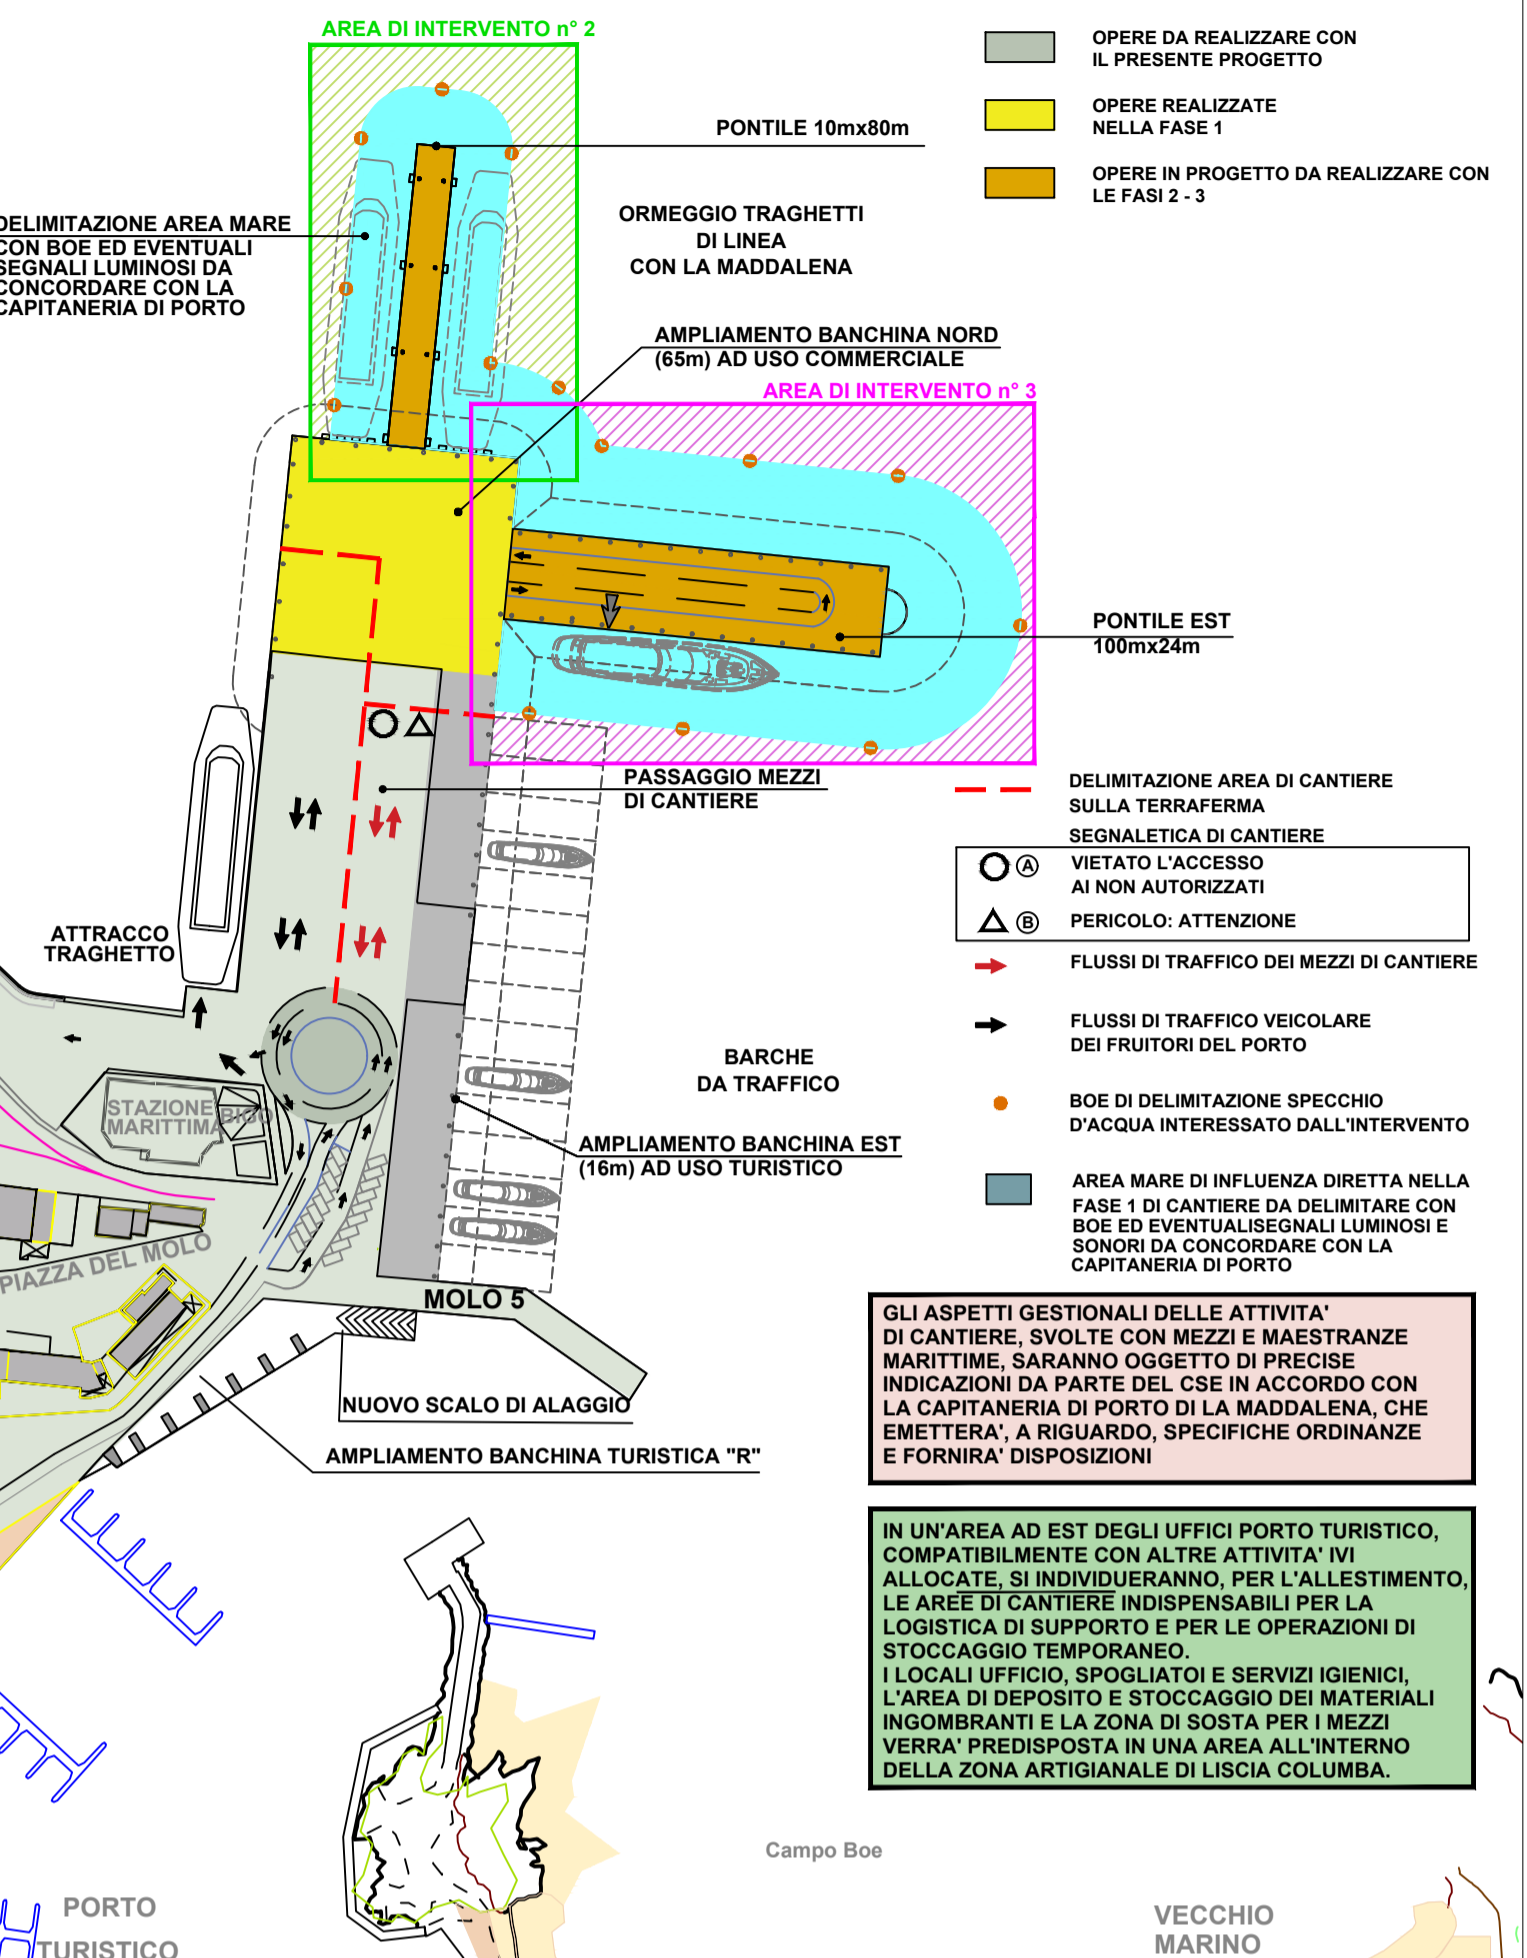 AREA DI INTERVENTO n° 2
OPERE DA REALIZZARE CON
IL PRESENTE PROGETTO
OPERE REALIZZATE
NELLA FASE 1
OPERE IN PROGETTO DA REALIZZARE CON
LE FASI 2 - 3
PONTILE 10mx80m
DELIMITAZIONE AREA MARE
CON BOE ED EVENTUALI
SEGNALI LUMINOSI DA
CONCORDARE CON LA
CAPITANERIA DI PORTO
ORMEGGIO TRAGHETTI
DI LINEA
CON LA MADDALENA
AMPLIAMENTO BANCHINA NORD
(65m) AD USO COMMERCIALE
AREA DI INTERVENTO n° 3
PONTILE EST
100mx24m
PASSAGGIO MEZZI
DI CANTIERE
DELIMITAZIONE AREA DI CANTIERE
SULLA TERRAFERMA
SEGNALETICA DI CANTIERE
A
VIETATO L'ACCESSO
AI NON AUTORIZZATI
B
PERICOLO: ATTENZIONE
FLUSSI DI TRAFFICO DEI MEZZI DI CANTIERE
FLUSSI DI TRAFFICO VEICOLARE
DEI FRUITORI DEL PORTO
BOE DI DELIMITAZIONE SPECCHIO
D'ACQUA INTERESSATO DALL'INTERVENTO
AREA MARE DI INFLUENZA DIRETTA NELLA
FASE 1 DI CANTIERE DA DELIMITARE CON
BOE ED EVENTUALISEGNALI LUMINOSI E
SONORI DA CONCORDARE CON LA
CAPITANERIA DI PORTO
ATTRACCO
TRAGHETTO
BARCHE
DA TRAFFICO
STAZIONE
MARITTIMA
BIGO
AMPLIAMENTO BANCHINA EST
(16m) AD USO TURISTICO
PIAZZA DEL MOLO
MOLO 5
NUOVO SCALO DI ALAGGIO
AMPLIAMENTO BANCHINA TURISTICA "R"
GLI ASPETTI GESTIONALI DELLE ATTIVITA'
DI CANTIERE, SVOLTE CON MEZZI E MAESTRANZE
MARITTIME, SARANNO OGGETTO DI PRECISE
INDICAZIONI DA PARTE DEL CSE IN ACCORDO CON
LA CAPITANERIA DI PORTO DI LA MADDALENA, CHE
EMETTERA', A RIGUARDO, SPECIFICHE ORDINANZE
E FORNIRA' DISPOSIZIONI
IN UN'AREA AD EST DEGLI UFFICI PORTO TURISTICO,
COMPATIBILMENTE CON ALTRE ATTIVITA' IVI
ALLOCATE, SI INDIVIDUERANNO, PER L'ALLESTIMENTO,
LE AREE DI CANTIERE INDISPENSABILI PER LA
LOGISTICA DI SUPPORTO E PER LE OPERAZIONI DI
STOCCAGGIO TEMPORANEO.
I LOCALI UFFICIO, SPOGLIATOI E SERVIZI IGIENICI,
L'AREA DI DEPOSITO E STOCCAGGIO DEI MATERIALI
INGOMBRANTI E LA ZONA DI SOSTA PER I MEZZI
VERRA' PREDISPOSTA IN UNA AREA ALL'INTERNO
DELLA ZONA ARTIGIANALE DI LISCIA COLUMBA.
Campo Boe
PORTO
TURISTICO
VECCHIO
MARINO